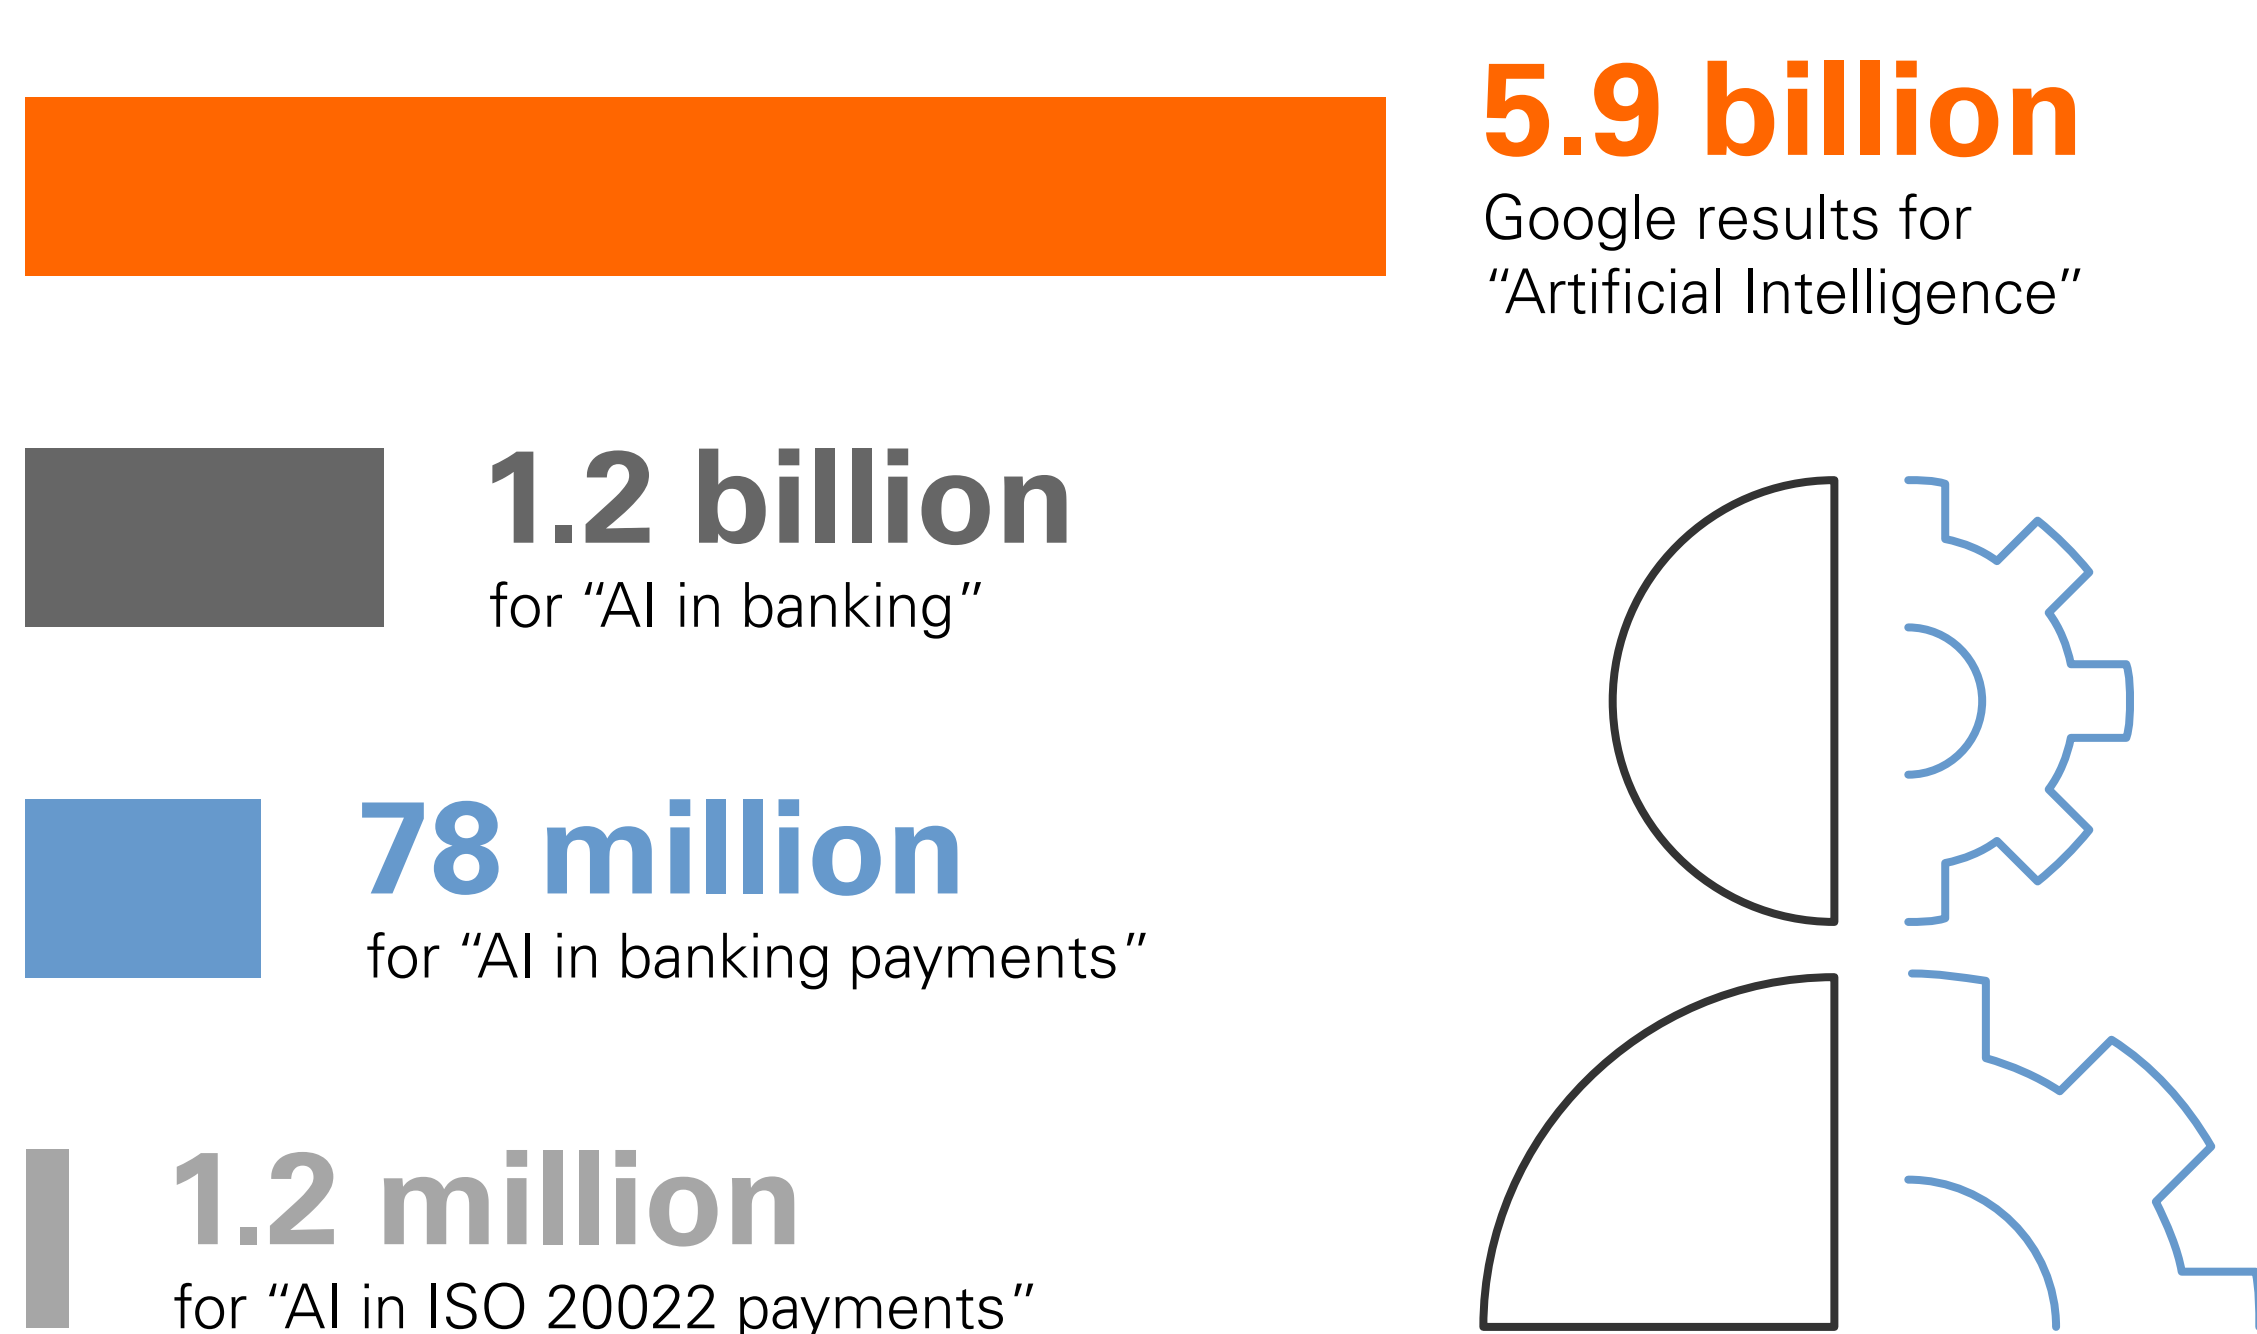 5.9 billion
Google results for
“Artificial Intelligence”
1.2 billion
for “AI in banking”
78 million
for “AI in banking payments”
1.2 million
for “AI in ISO 20022 payments”